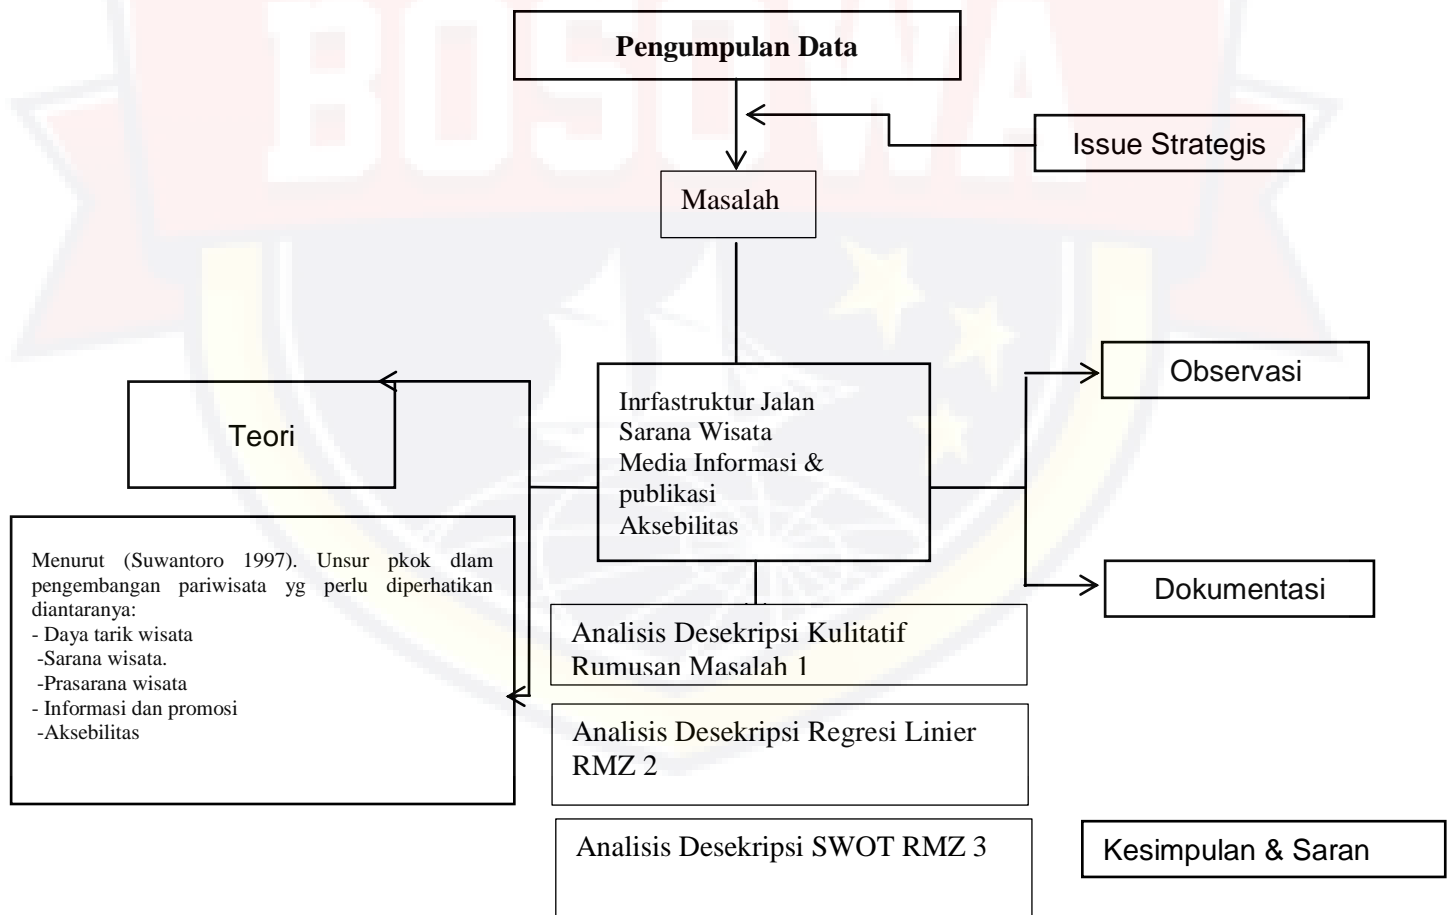 BOSOWA
Pengumpulan Data
Issue Strategis
Masalah
Observasi
Inrfastruktur Jalan
Sarana Wisata
Media Informasi &
publikasi
Aksebilitas
Teori
Menurut (Suwantoro 1997). Unsur pkok dlam
pengembangan pariwisata yg perlu diperhatikan
diantaranya:
- Daya tarik wisata
-Sarana wisata.
-Prasarana wisata
- Informasi dan promosi
-Aksebilitas
Dokumentasi
Analisis Desekripsi Kulitatif
Rumusan Masalah 1
Analisis Desekripsi Regresi Linier
RMZ 2
Analisis Desekripsi SWOT RMZ 3
Kesimpulan & Saran